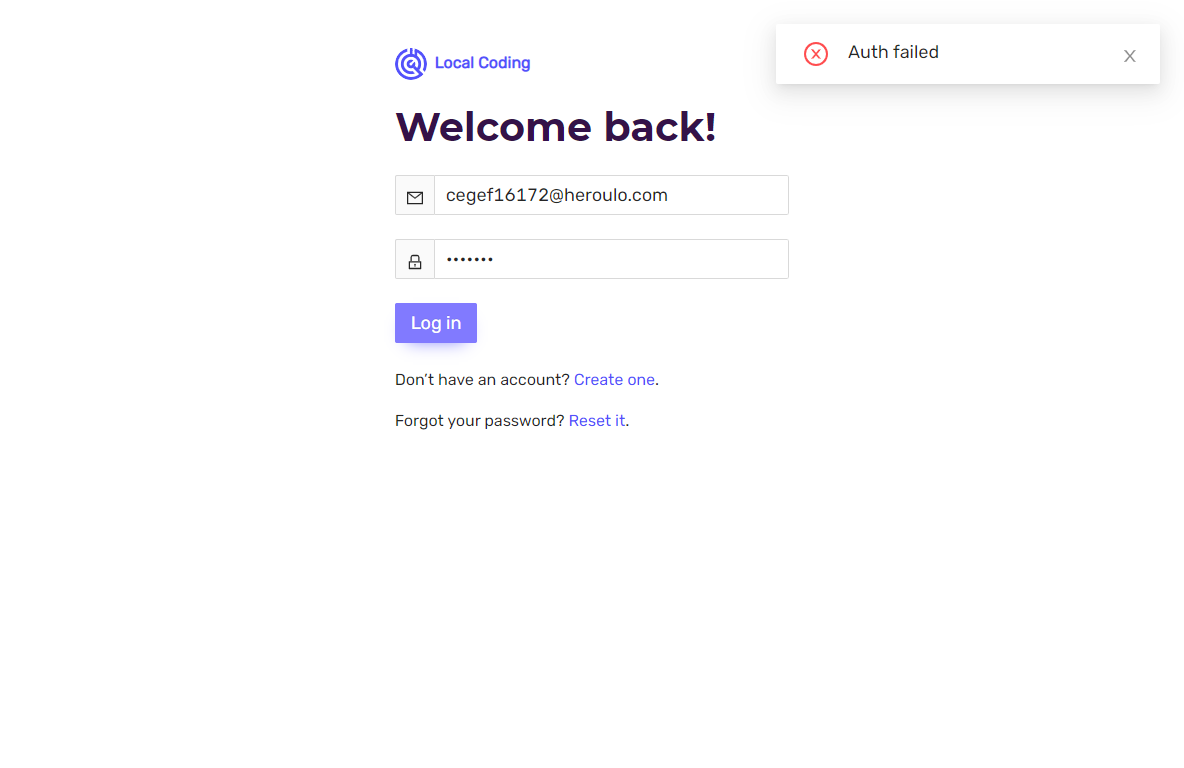 Auth failed
Local Coding
Welcome back!
cegef16172@heroulo.com
•••••••
Log in
Don’t have an account? Create one.
Forgot your password? Reset it.